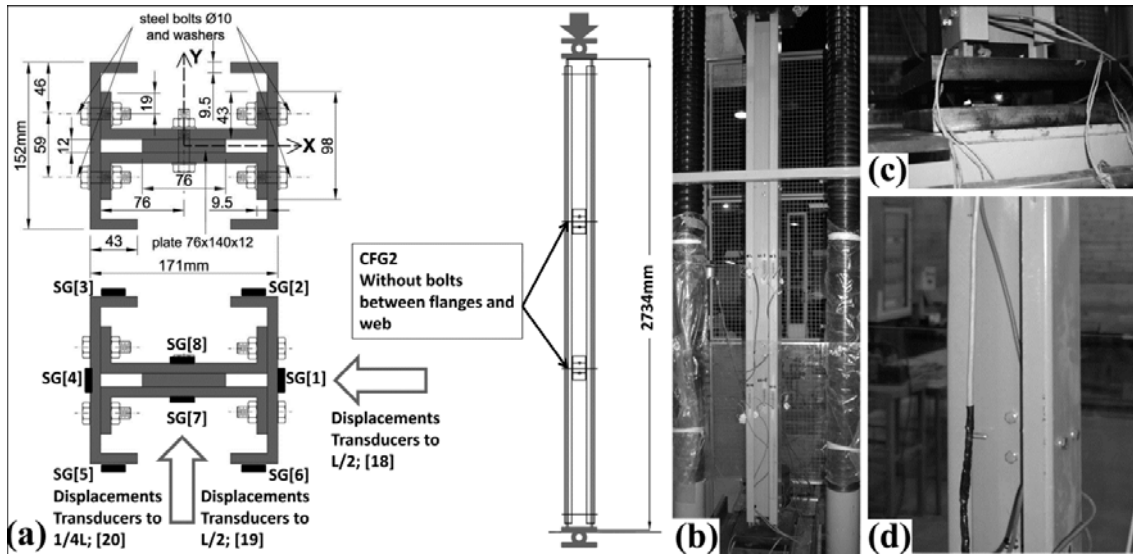 steel bolts Ø10
and washers
Y
46
19
9.5
43
152mm
59
12
X
98
76
76
9.5
43
plate 76x140x12
171mm
SG[3]
SG[2]
SG[8]
SG[4]
SG[1]
SG[7]
SG[5]
SG[6]
Displacements
Transducers to
L/2; [18]
Displacements
Transducers to
1/4L; [20]
Displacements
Transducers to
L/2; [19]
(a)
CFG2
Without bolts
between flanges and
web
2734mm
(b)
(c)
(d)